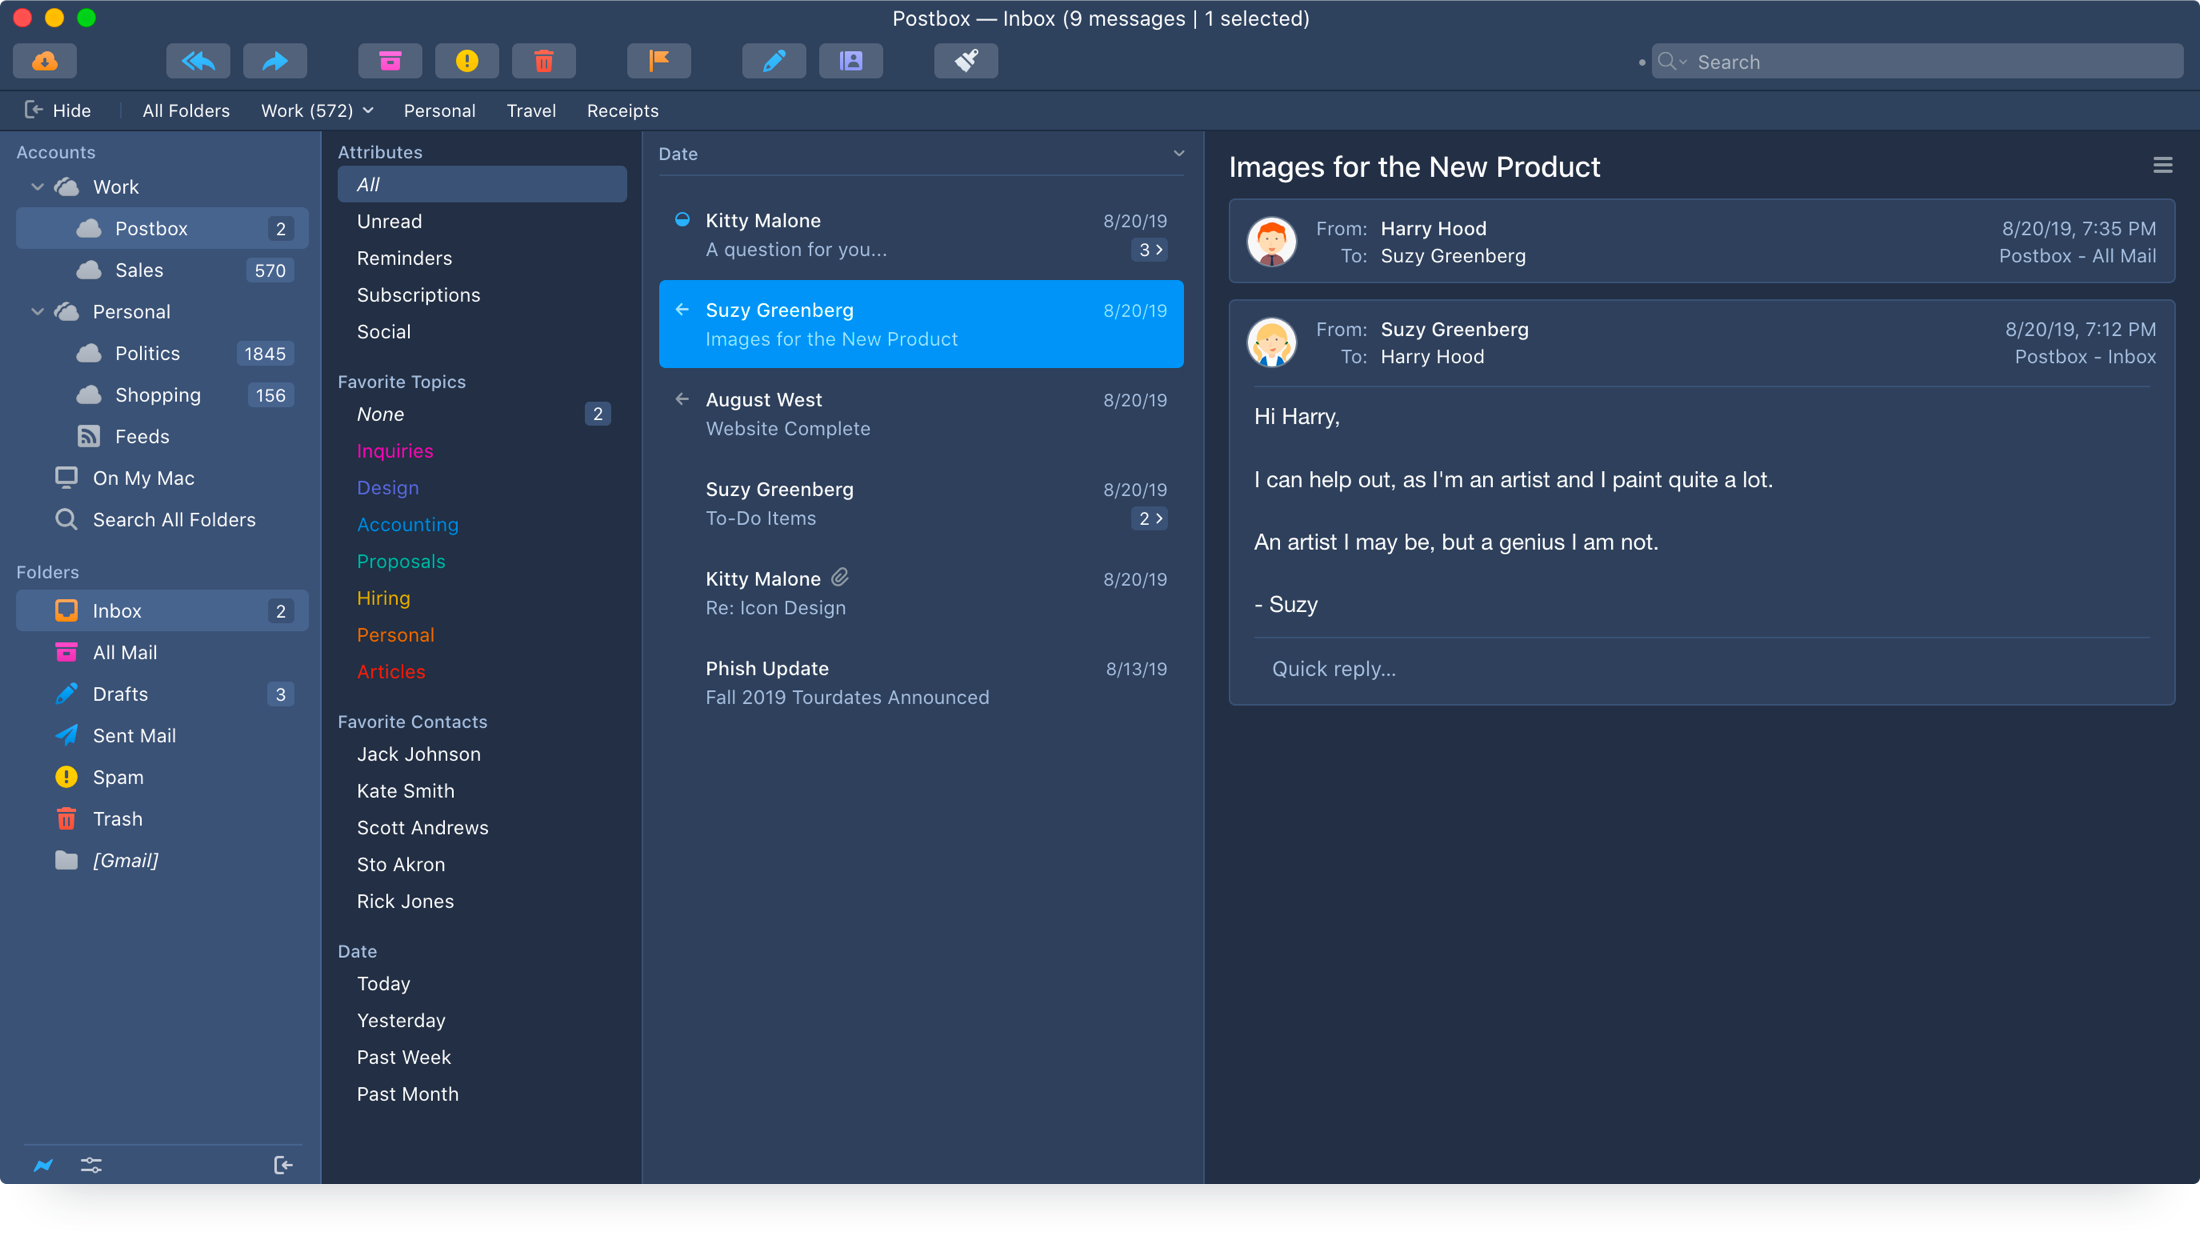 Postbox — Inbox (9 messages | 1 selected)
Search
Hide
All Folders
Work (572)
Personal
Travel
Receipts
Accounts
Work
Postbox 2
Sales 570
Personal
Politics 1845
Shopping 156
Feeds
On My Mac
Search All Folders
Folders
Inbox 2
All Mail
Drafts 3
Sent Mail
Spam
Trash
[Gmail]
Attributes
All
Unread
Reminders
Subscriptions
Social
Favorite Topics
None 2
Inquiries
Design
Accounting
Proposals
Hiring
Personal
Articles
Favorite Contacts
Jack Johnson
Kate Smith
Scott Andrews
Sto Akron
Rick Jones
Date
Today
Yesterday
Past Week
Past Month
Date
Kitty Malone 8/20/19
A question for you... 3 >
Suzy Greenberg 8/20/19
Images for the New Product
August West 8/20/19
Website Complete
Suzy Greenberg 8/20/19
To-Do Items 2 >
Kitty Malone 8/20/19
Re: Icon Design
Phish Update 8/13/19
Fall 2019 Tourdates Announced
Images for the New Product
From: Harry Hood 8/20/19, 7:35 PM
To: Suzy Greenberg Postbox - All Mail
From: Suzy Greenberg 8/20/19, 7:12 PM
To: Harry Hood Postbox - Inbox
Hi Harry,
I can help out, as I'm an artist and I paint quite a lot.
An artist I may be, but a genius I am not.
- Suzy
Quick reply...